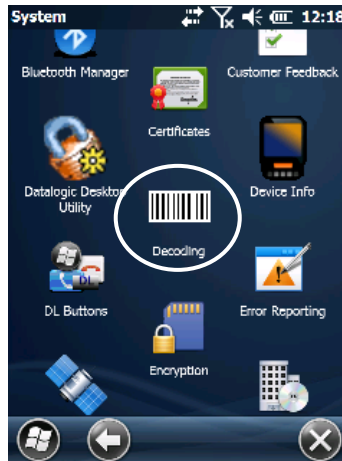 System 12:18
Bluetooth Manager
Customer Feedback
Certificates
Datalogic Desktop
Utility
Device Info
Decoding
DL Buttons
Error Reporting
Encryption